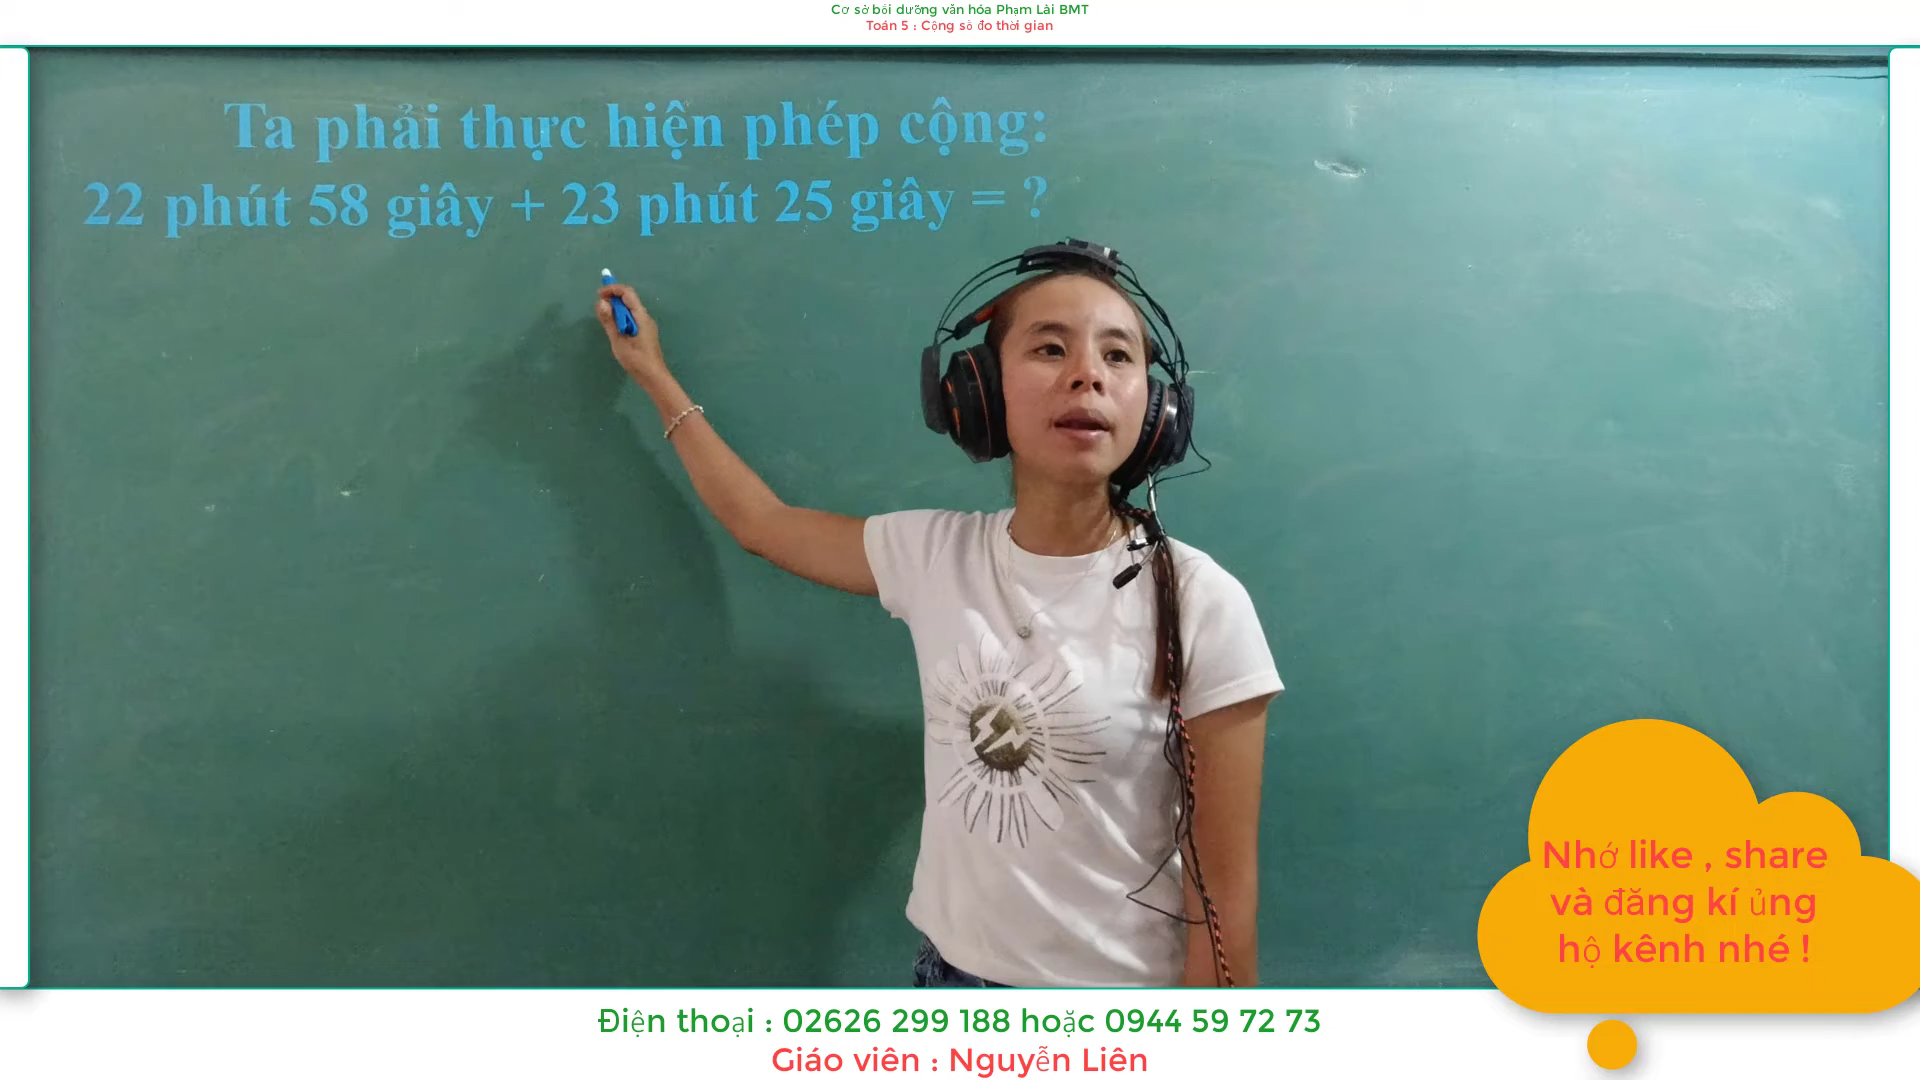 Cơ sở bồi dưỡng văn hóa Phạm Lài BMT
Toán 5 : Cộng số đo thời gian
Ta phải thực hiện phép cộng:
22 phút 58 giây + 23 phút 25 giây = ?
Nhớ like , share
và đăng kí ủng
hộ kênh nhé !
Điện thoại : 02626 299 188 hoặc 0944 59 72 73
Giáo viên : Nguyễn Liên